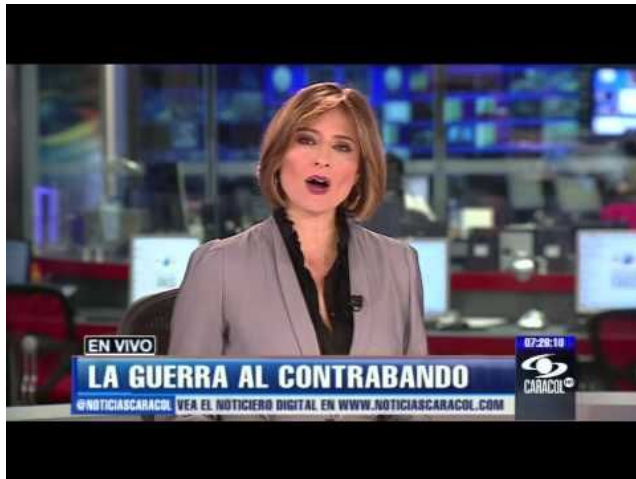 EN VIVO
07:28:10
LA GUERRA AL CONTRABANDO
CARACOL HD
@NOTICIASCARACOL VEA EL NOTICIERO DIGITAL EN WWW.NOTICIASCARACOL.COM